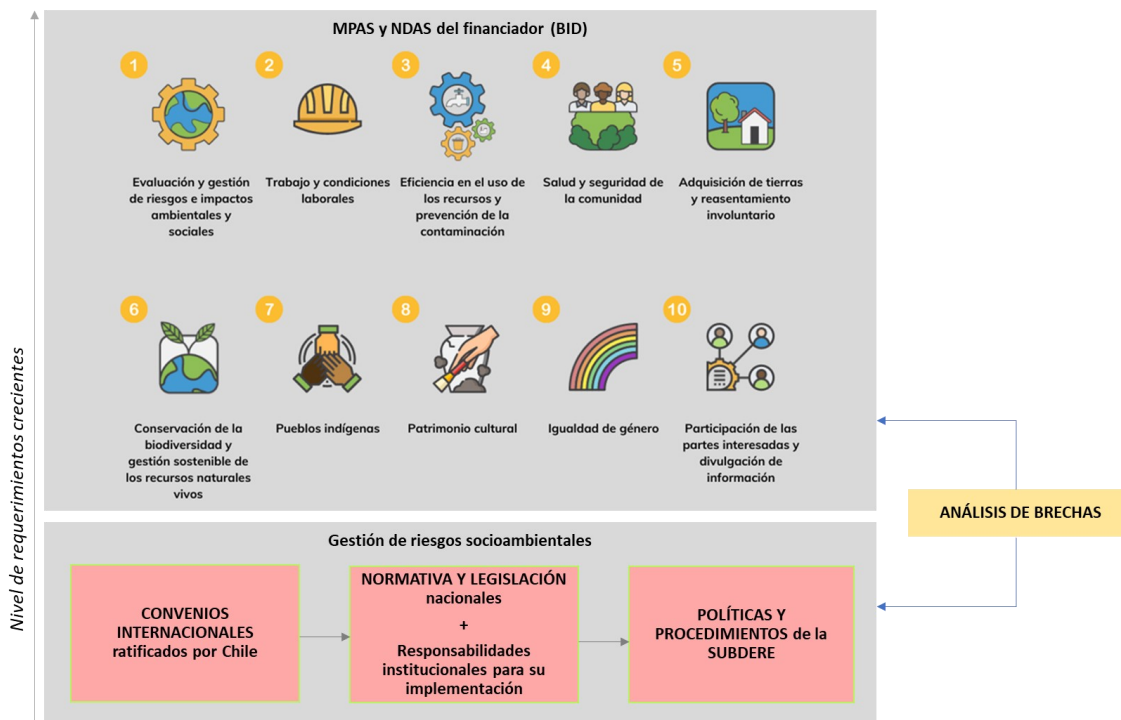 MPAS y NDAS del financiador (BID)
1
2
3
4
5
Evaluación y gestión
de riesgos e impactos
ambientales y
sociales
Trabajo y condiciones
laborales
Eficiencia en el uso de
los recursos y
prevención de la
contaminación
Salud y seguridad de
la comunidad
Adquisición de tierras
y reasentamiento
involuntario
6
7
8
9
10
Conservación de la
biodiversidad y
gestión sostenible de
los recursos naturales
vivos
Pueblos indígenas
Patrimonio cultural
Igualdad de género
Participación de las
partes interesadas y
divulgación de
información
Nivel de requerimientos crecientes
ANÁLISIS DE BRECHAS
Gestión de riesgos socioambientales
CONVENIOS
INTERNACIONALES
ratificados por Chile
NORMATIVA Y LEGISLACIÓN
nacionales
+
Responsabilidades
institucionales para su
implementación
POLÍTICAS Y
PROCEDIMIENTOS de la
SUBDERE